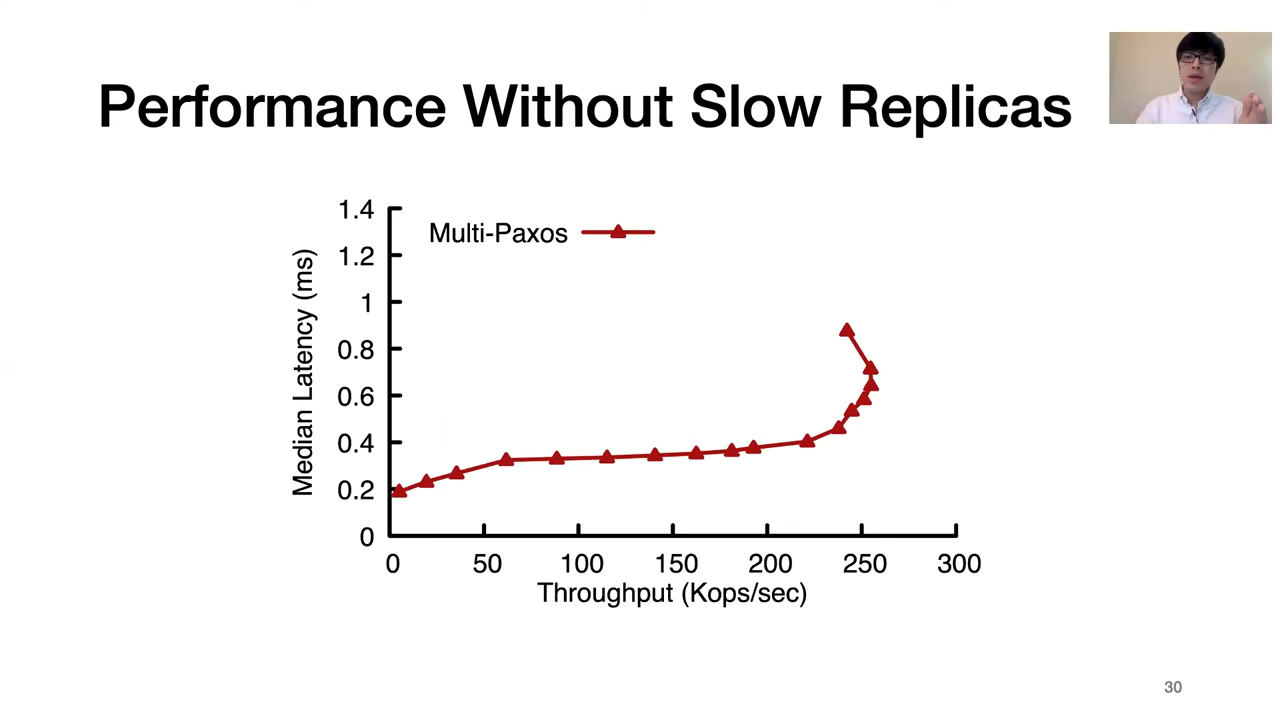 Performance Without Slow Replicas
Multi-Paxos
Median Latency (ms)
1.4
1.2
1
0.8
0.6
0.4
0.2
0
0 50 100 150 200 250 300
Throughput (Kops/sec)
30